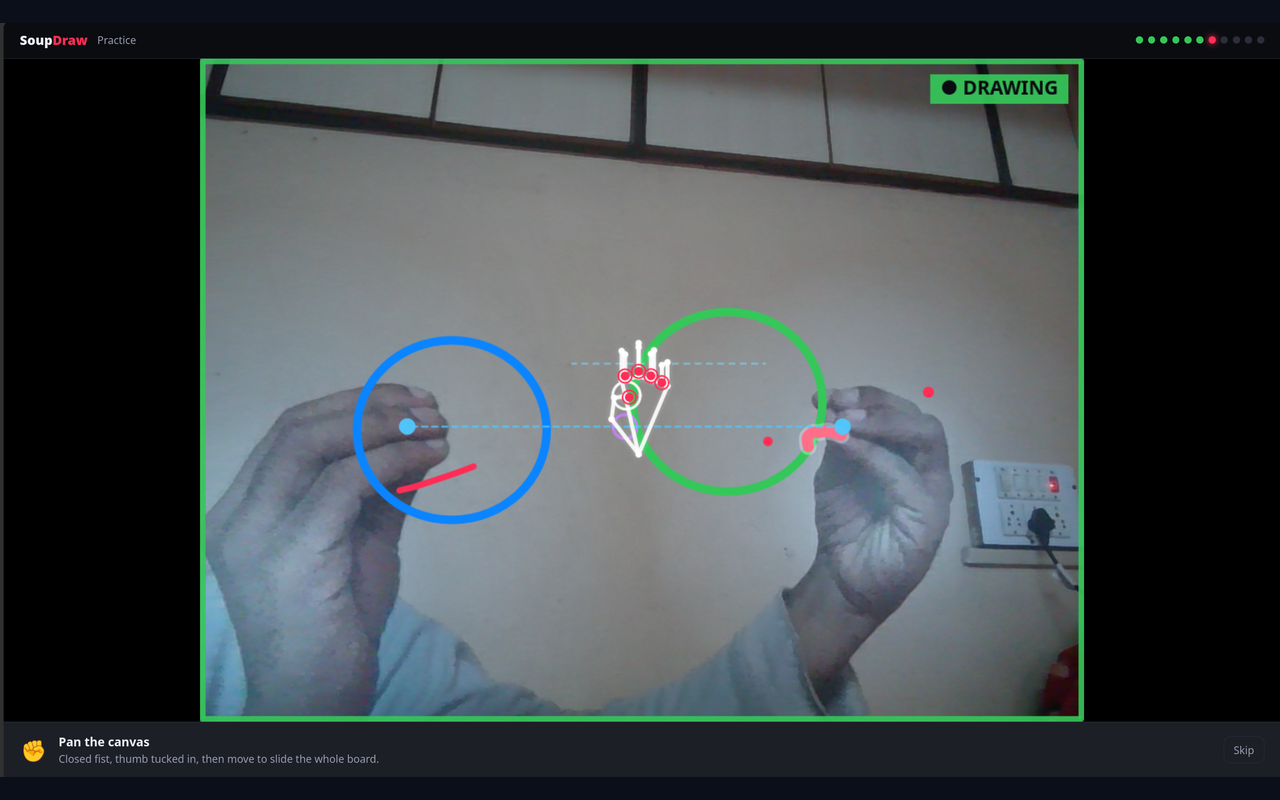 SoupDraw Practice
DRAWING
Pan the canvas
Closed fist, thumb tucked in, then move to slide the whole board.
Skip